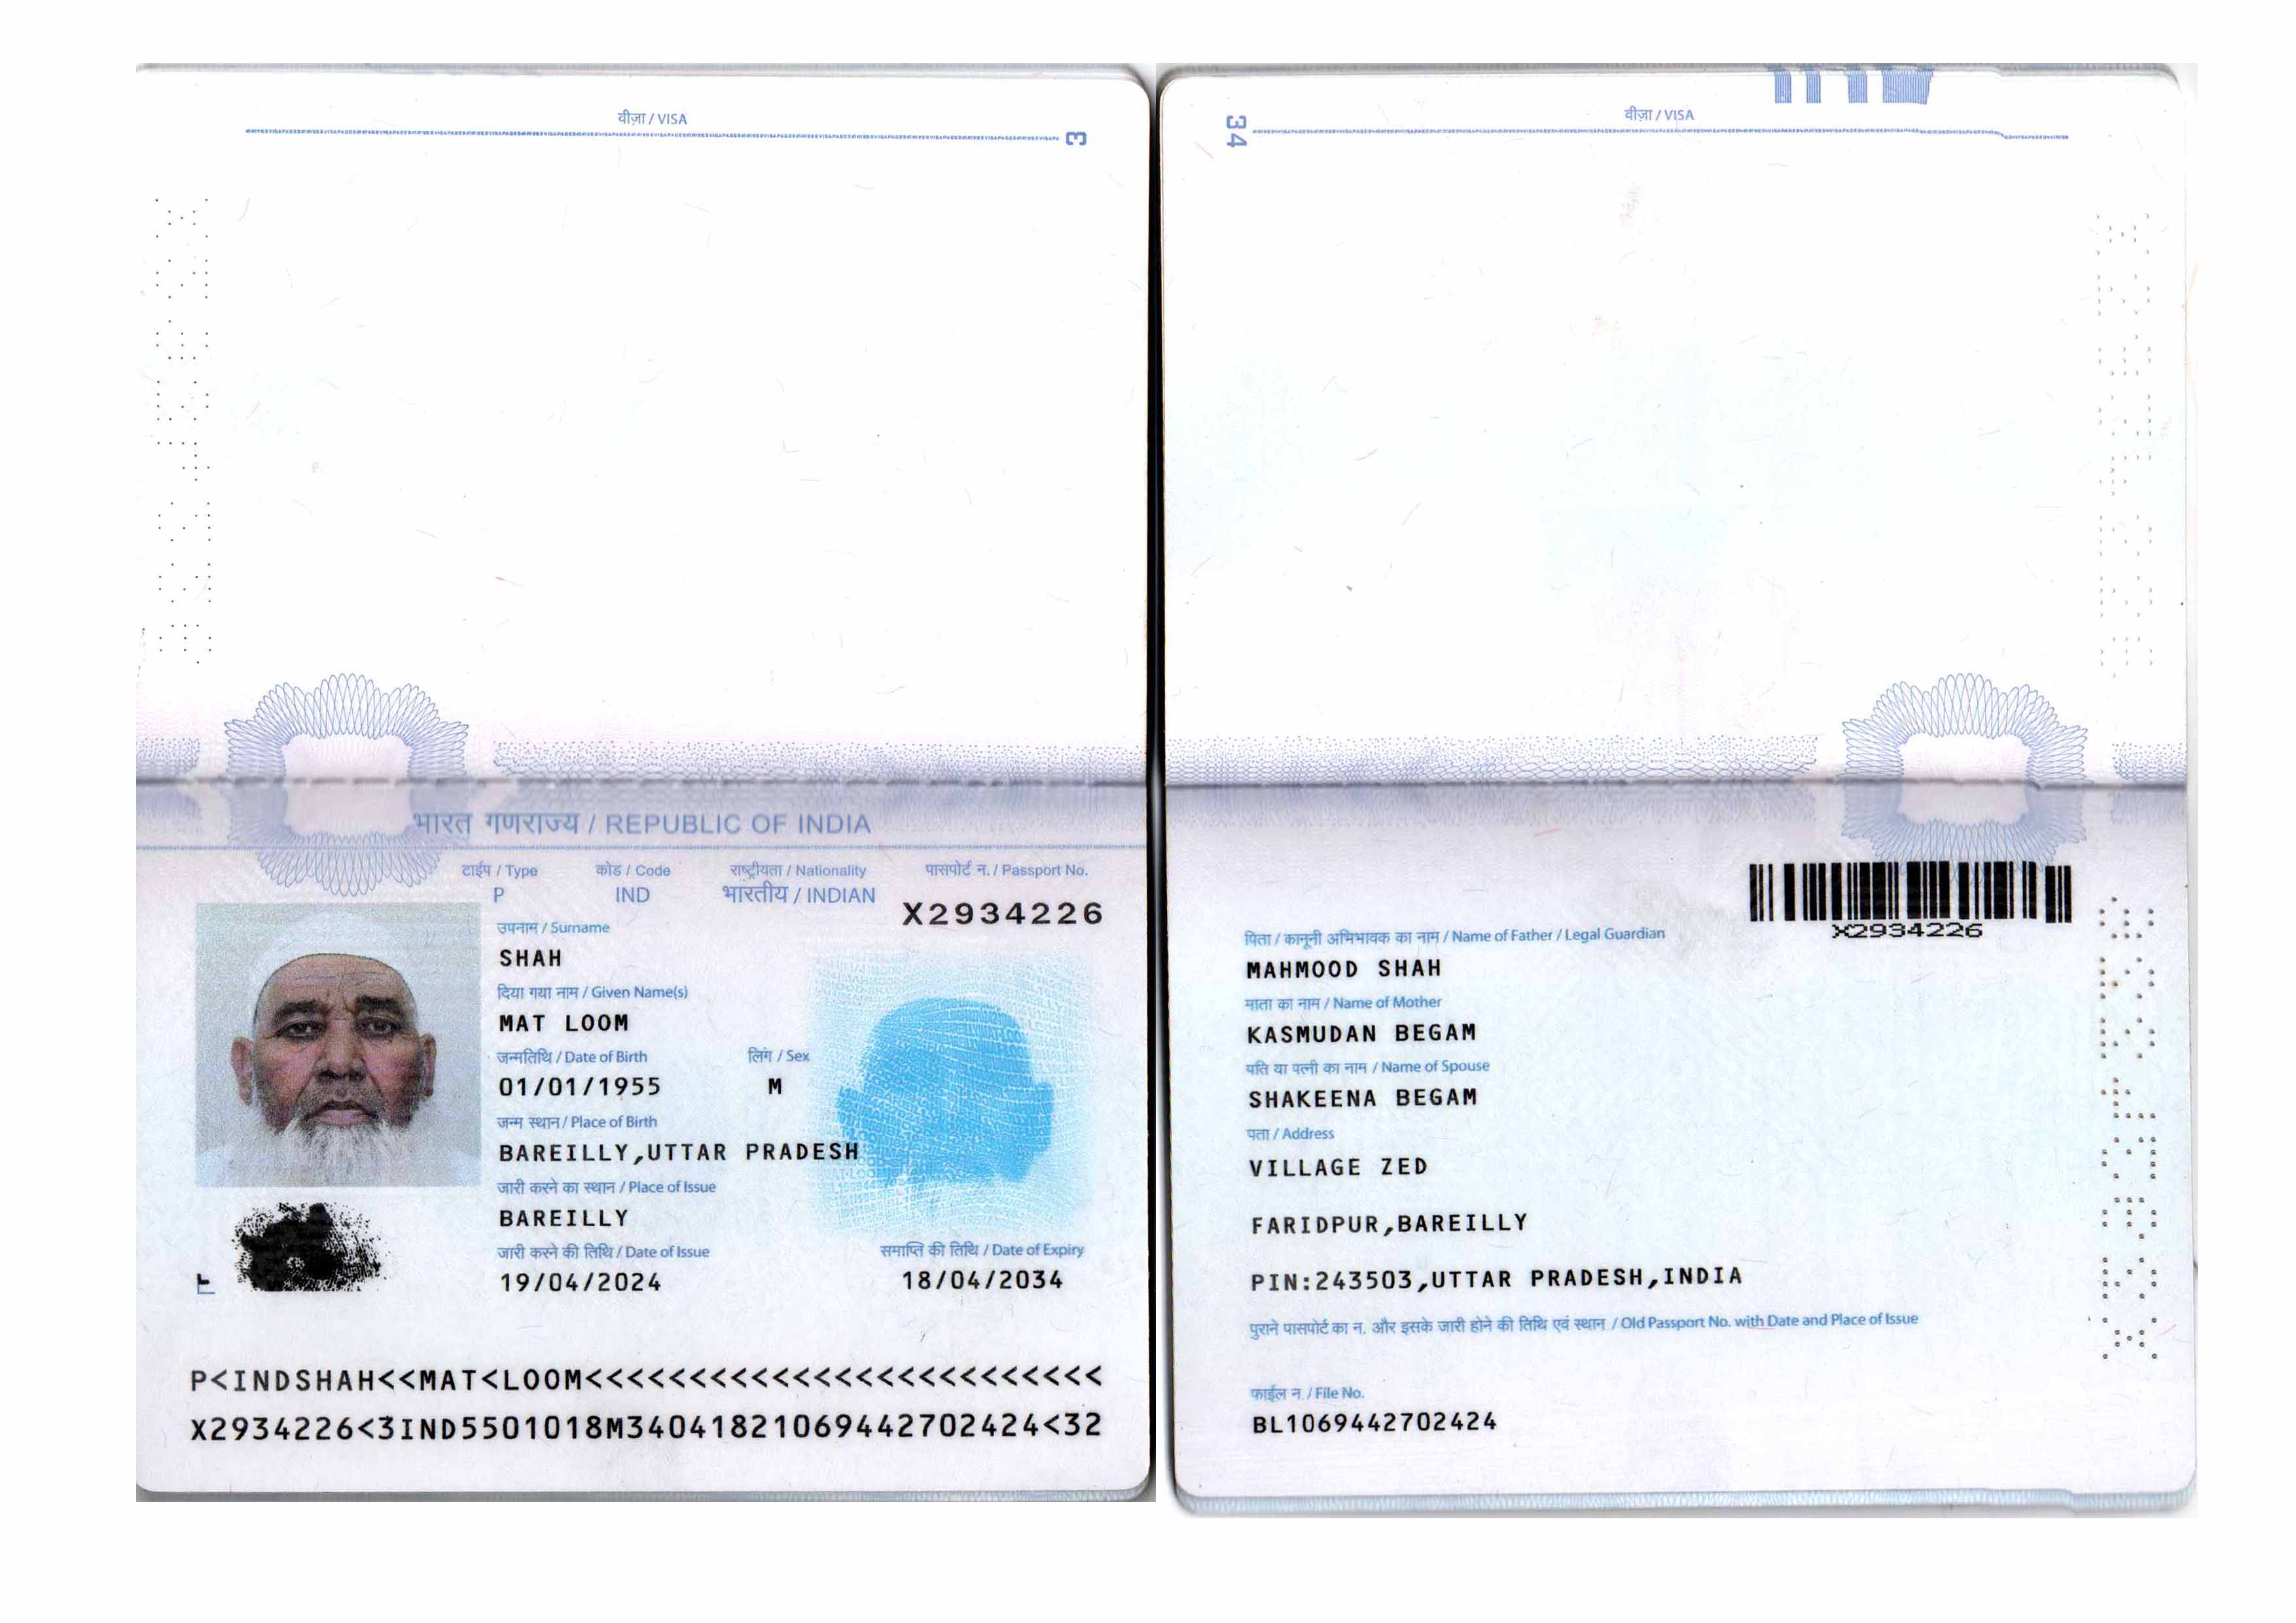 भारत गणराज्य / REPUBLIC OF INDIA
टाईप / Type कोड / Code राष्ट्रीयता / Nationality पासपोर्ट न. / Passport No.
P IND भारतीय / INDIAN X2934226
उपनाम / Surname
SHAH
दिया गया नाम / Given Name(s)
MAT LOOM
जन्मतिथि / Date of Birth लिंग / Sex
01/01/1955 M
जन्म स्थान / Place of Birth
BAREILLY,UTTAR PRADESH
जारी करने का स्थान / Place of Issue
BAREILLY
जारी करने की तिथि / Date of Issue समाप्ति की तिथि / Date of Expiry
19/04/2024 18/04/2034
P<INDSHAH<<MAT<LOOM<<<<<<<<<<<<<<<<<<<<<<<<<
X2934226<3IND5501018M34041821069442702424<32
वीज़ा / VISA
3
पिता / कानूनी अभिभावक का नाम / Name of Father / Legal Guardian
MAHMOOD SHAH
माता का नाम / Name of Mother
KASMUDAN BEGAM
पति या पत्नी का नाम / Name of Spouse
SHAKEENA BEGAM
पता / Address
VILLAGE ZED
FARIDPUR,BAREILLY
PIN:243503,UTTAR PRADESH,INDIA
पुराने पासपोर्ट का न. और इसके जारी होने की तिथि एवं स्थान / Old Passport No. with Date and Place of Issue
फाईल न. / File No.
BL1069442702424
X2934226
X2934226
34
वीज़ा / VISA